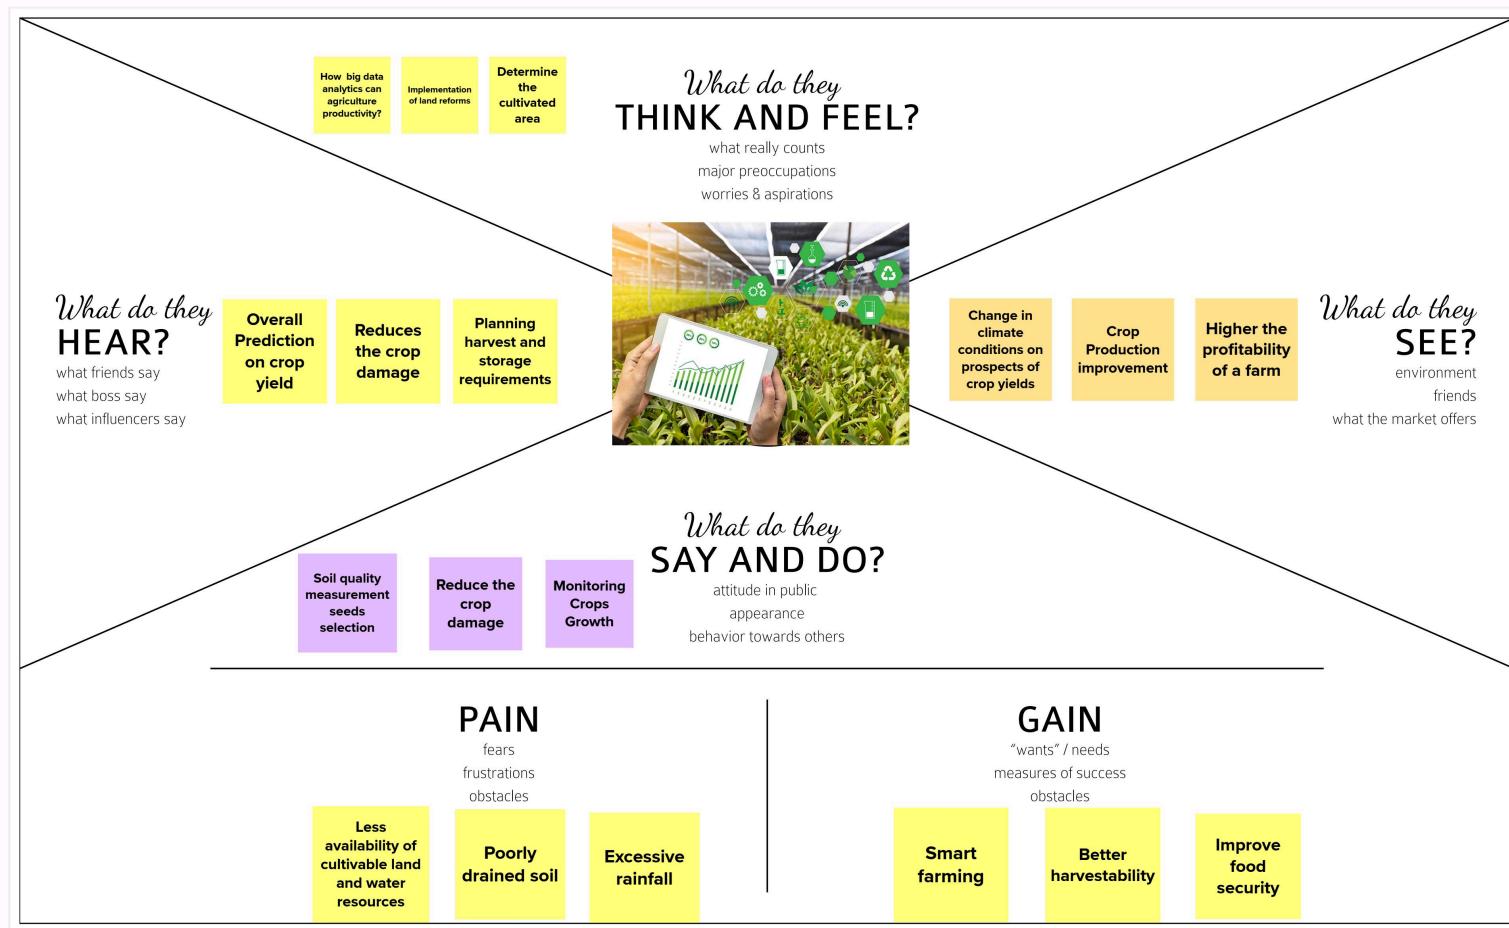 How big data
analytics can
agriculture
productivity?
Implementation
of land reforms
Determine
the
cultivated
area
What do they
THINK AND FEEL?
what really counts
major preoccupations
worries & aspirations
What do they
HEAR?
what friends say
what boss say
what influencers say
Overall
Prediction
on crop
yield
Reduces
the crop
damage
Planning
harvest and
storage
requirements
Change in
climate
conditions on
prospects of
crop yields
Crop
Production
improvement
Higher the
profitability
of a farm
What do they
SEE?
environment
friends
what the market offers
What do they
SAY AND DO?
attitude in public
appearance
behavior towards others
Soil quality
measurement
seeds
selection
Reduce the
crop
damage
Monitoring
Crops
Growth
PAIN
fears
frustrations
obstacles
Less
availability of
cultivable land
and water
resources
Poorly
drained soil
Excessive
rainfall
GAIN
“wants” / needs
measures of success
obstacles
Smart
farming
Better
harvestability
Improve
food
security